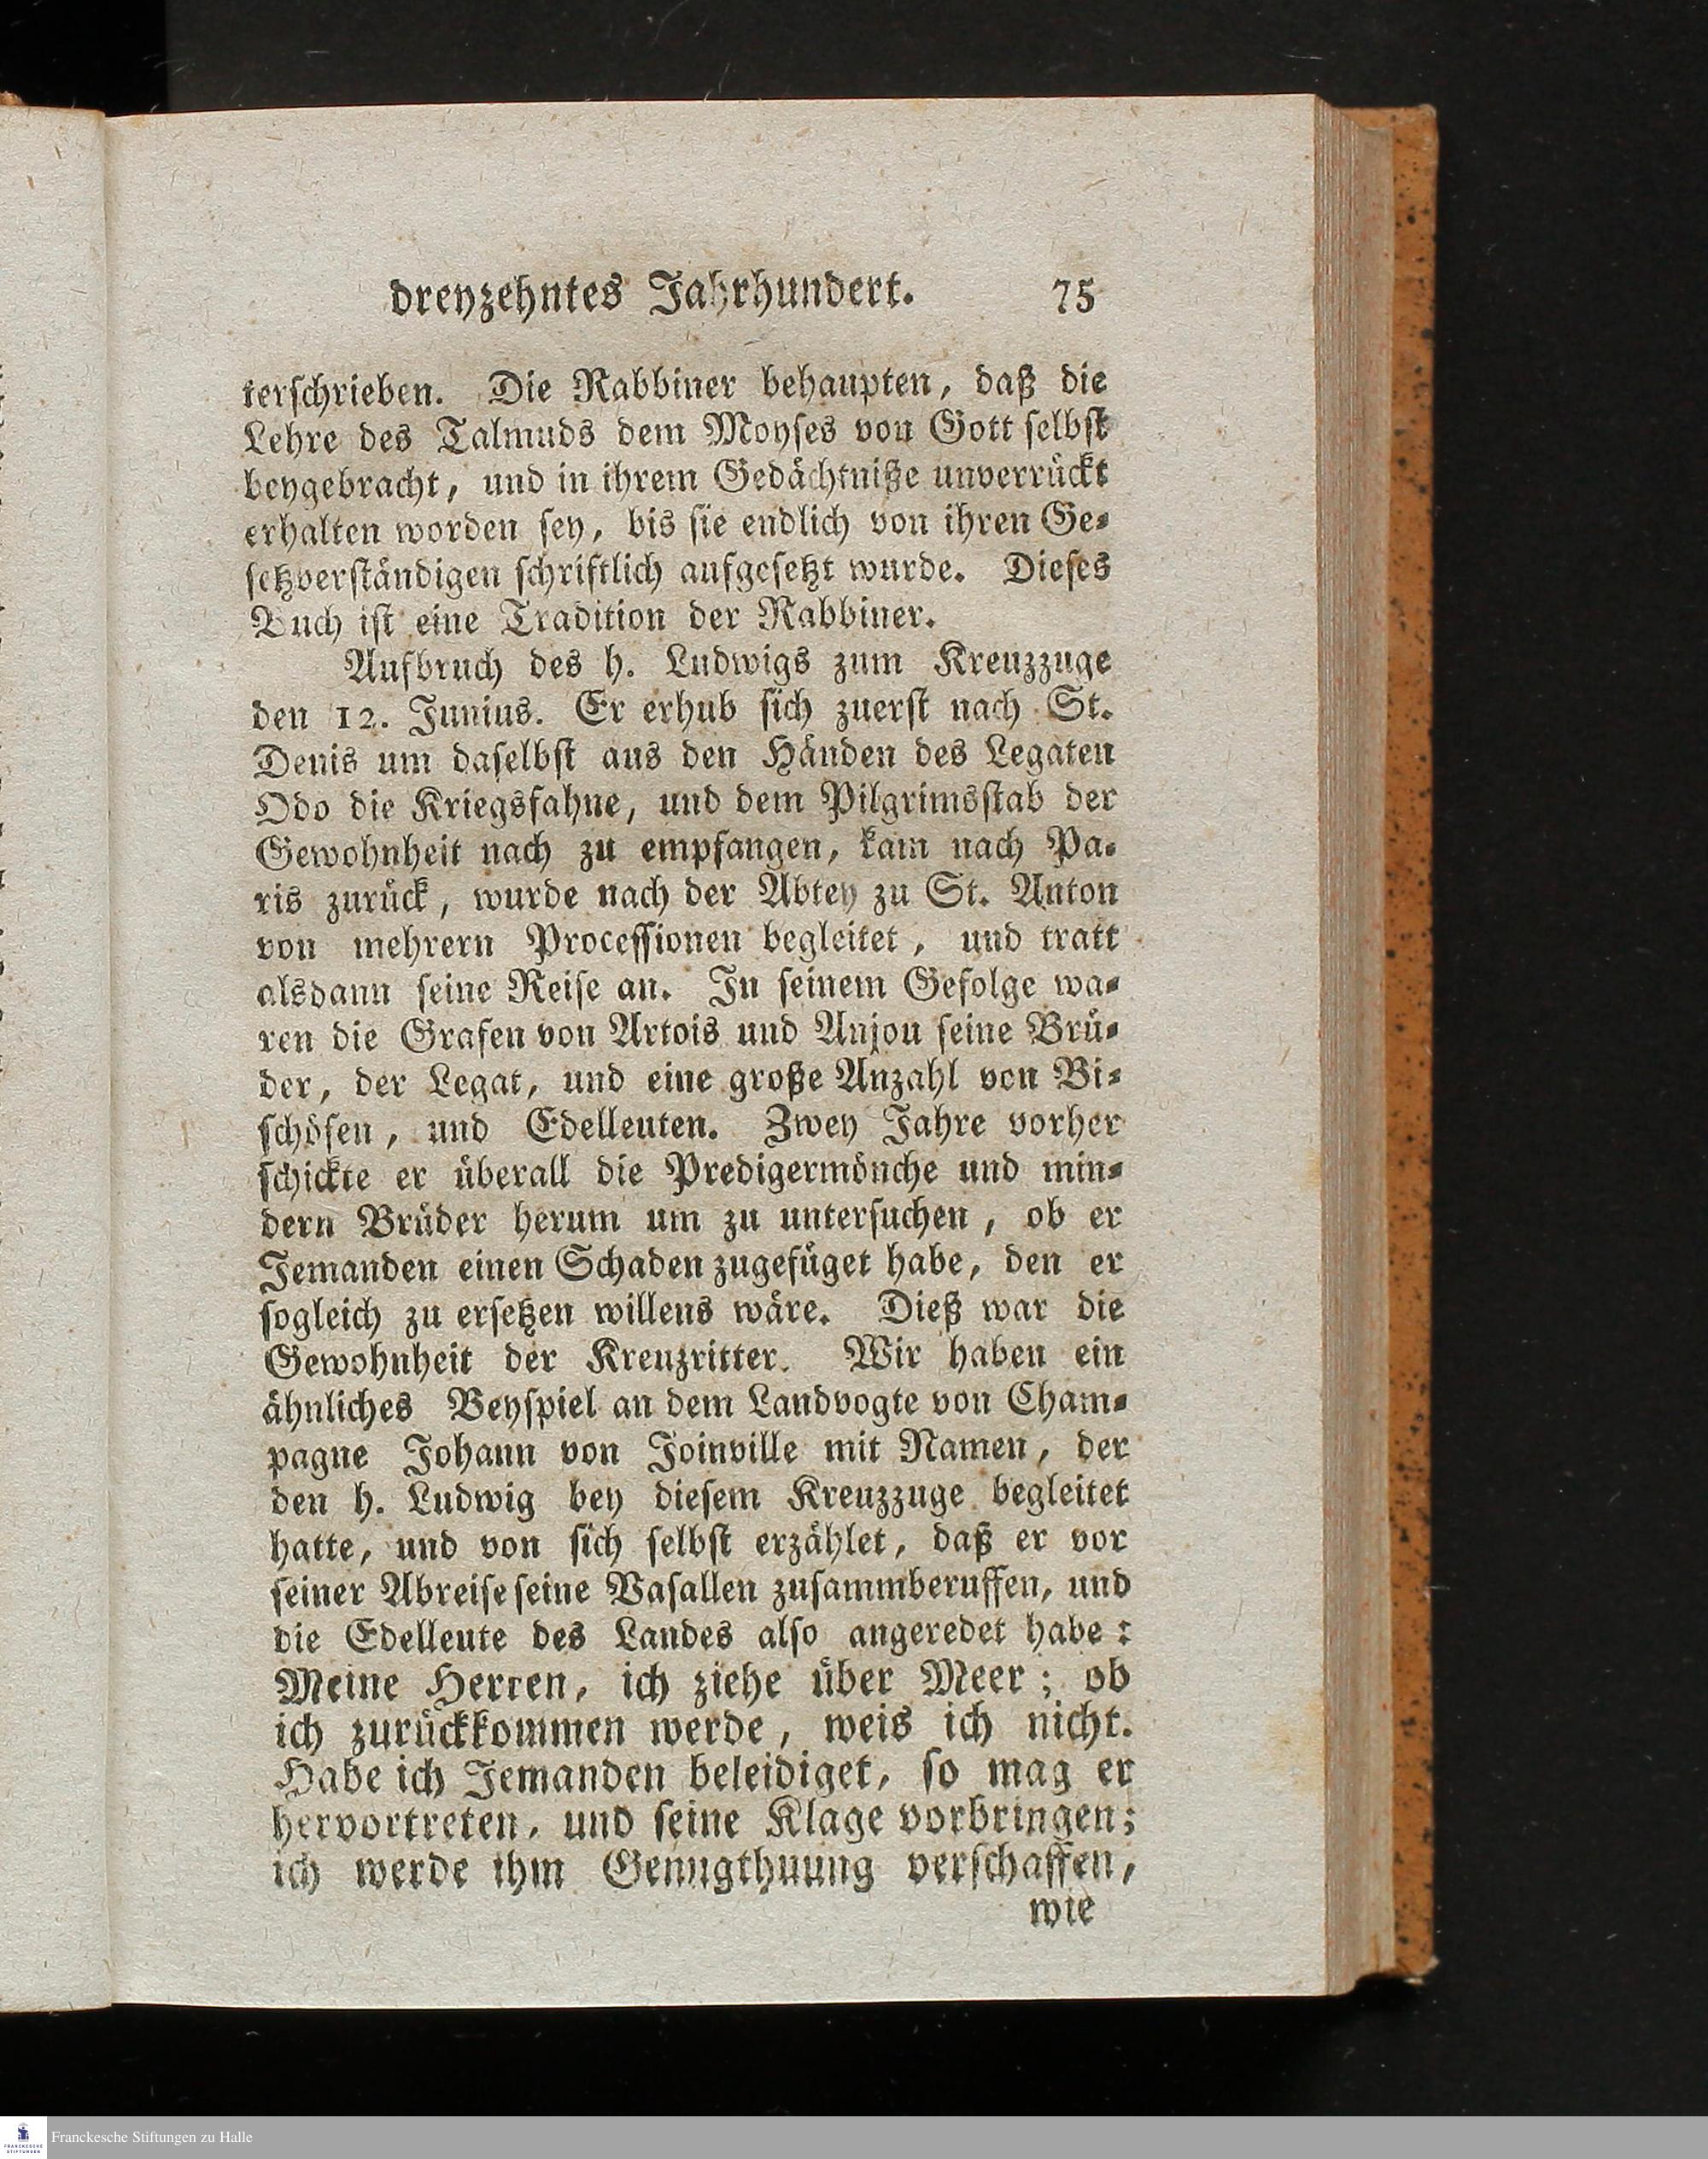 dreyzehntes Jahrhundert. 75
terschrieben. Die Rabbiner behaupten, daß die
Lehre des Talmuds dem Moyses von Gott selbst
beygebracht, und in ihrem Gedächtniße unverrückt
erhalten worden sey, bis sie endlich von ihren Ge-
setzverständigen schriftlich aufgesetzt wurde. Dieses
Buch ist eine Tradition der Rabbiner.
Aufbruch des h. Ludwigs zum Kreuzzuge
den 12. Junius. Er erhub sich zuerst nach St.
Denis um daselbst aus den Händen des Legaten
Odo die Kriegsfahne, und dem Pilgrimsstab der
Gewohnheit nach zu empfangen, kam nach Pa-
ris zurück, wurde nach der Abtey zu St. Anton
von mehrern Processionen begleitet, und tratt
alsdann seine Reise an. In seinem Gefolge wa-
ren die Grafen von Artois und Anjou seine Brü-
der, der Legat, und eine große Anzahl von Bi-
schöfen, und Edelleuten. Zwey Jahre vorher
schickte er überall die Predigermönche und min-
dern Brüder herum um zu untersuchen, ob er
Jemanden einen Schaden zugefüget habe, den er
sogleich zu ersetzen willens wäre. Dieß war die
Gewohnheit der Kreuzritter. Wir haben ein
ähnliches Beyspiel an dem Landvogte von Cham-
pagne Johann von Joinville mit Namen, der
den h. Ludwig bey diesem Kreuzzuge begleitet
hatte, und von sich selbst erzählet, daß er vor
seiner Abreise seine Vasallen zusammberuffen, und
die Edelleute des Landes also angeredet habe:
Meine Herren, ich ziehe über Meer; ob
ich zurückkommen werde, weis ich nicht.
Habe ich Jemanden beleidiget, so mag er
hervortreten, und seine Klage vorbringen;
ich werde ihm Genugthuung verschaffen,
wie
FRANCKESCHE
STIFTUNGEN
Franckesche Stiftungen zu Halle